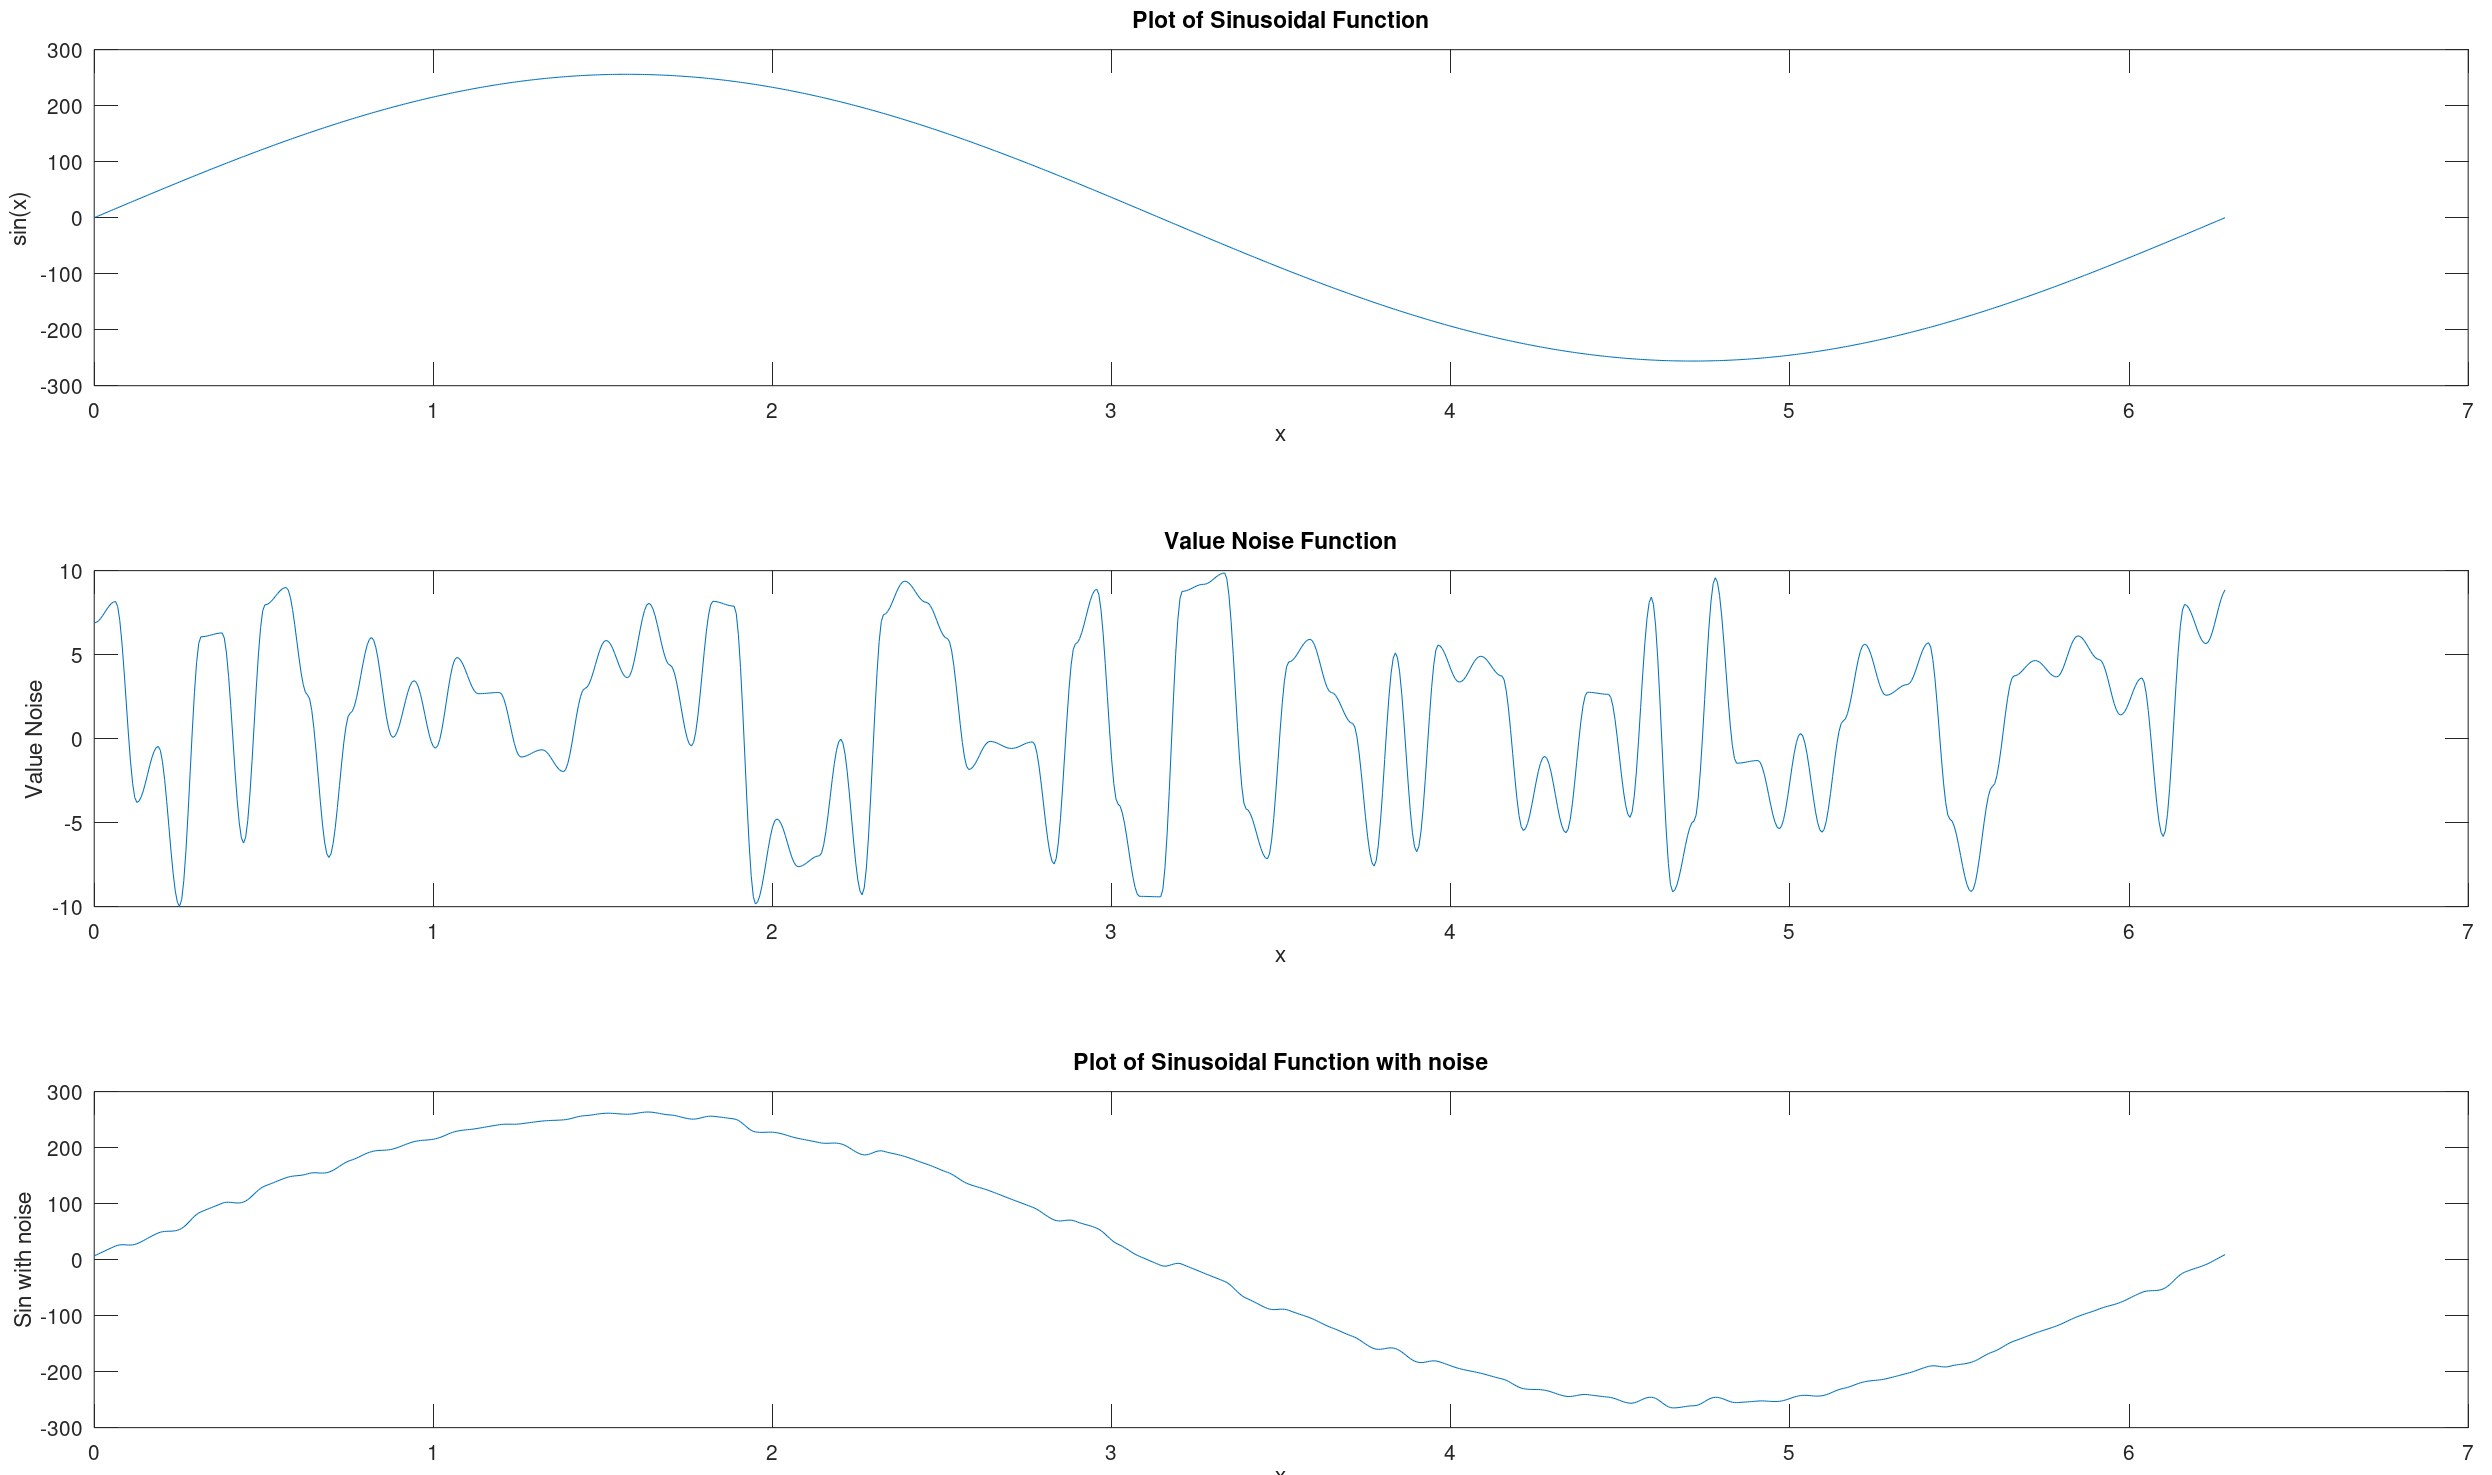 Plot of Sinusoidal Function
300
200
100
0
-100
-200
-300
sin(x)
0 1 2 3 4 5 6 7
x
Value Noise Function
10
5
0
-5
-10
Value Noise
0 1 2 3 4 5 6 7
x
Plot of Sinusoidal Function with noise
300
200
100
0
-100
-200
-300
Sin with noise
0 1 2 3 4 5 6 7
x